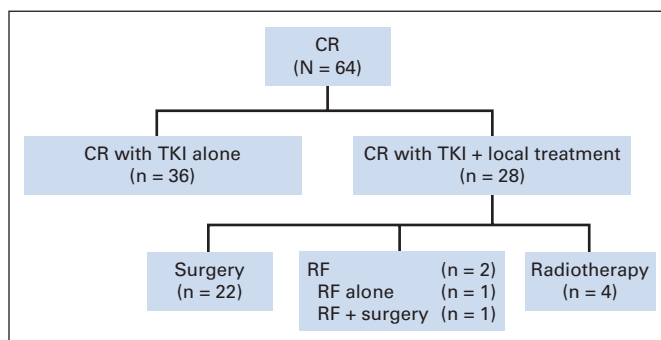 CR
(N = 64)
CR with TKI alone
(n = 36)
CR with TKI + local treatment
(n = 28)
Surgery
(n = 22)
RF (n = 2)
RF alone (n = 1)
RF + surgery (n = 1)
Radiotherapy
(n = 4)